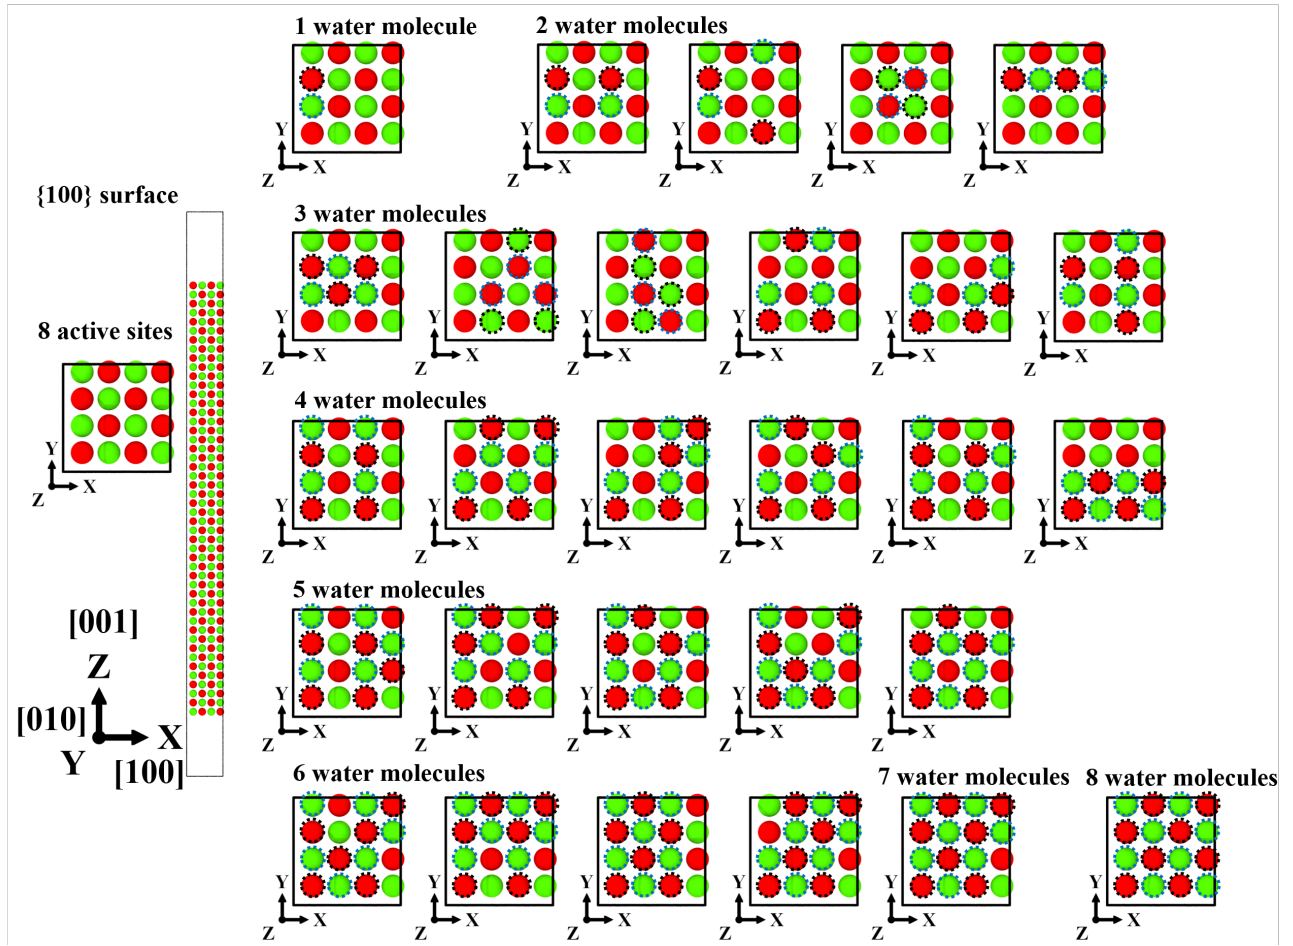 1 water molecule
2 water molecules
Y
Z
X
Y
Z
X
Y
Z
X
Y
Z
X
Y
Z
X
{100} surface
3 water molecules
8 active sites
Y
Z
X
Y
Z
X
Y
Z
X
Y
Z
X
Y
Z
X
Y
Z
X
Y
Z
X
4 water molecules
Y
Z
X
Y
Z
X
Y
Z
X
Y
Z
X
Y
Z
X
Y
Z
X
5 water molecules
[001]
Z
[010]
Y
X
[100]
Y
Z
X
Y
Z
X
Y
Z
X
Y
Z
X
Y
Z
X
6 water molecules
7 water molecules
8 water molecules
Y
Z
X
Y
Z
X
Y
Z
X
Y
Z
X
Y
Z
X
Y
Z
X